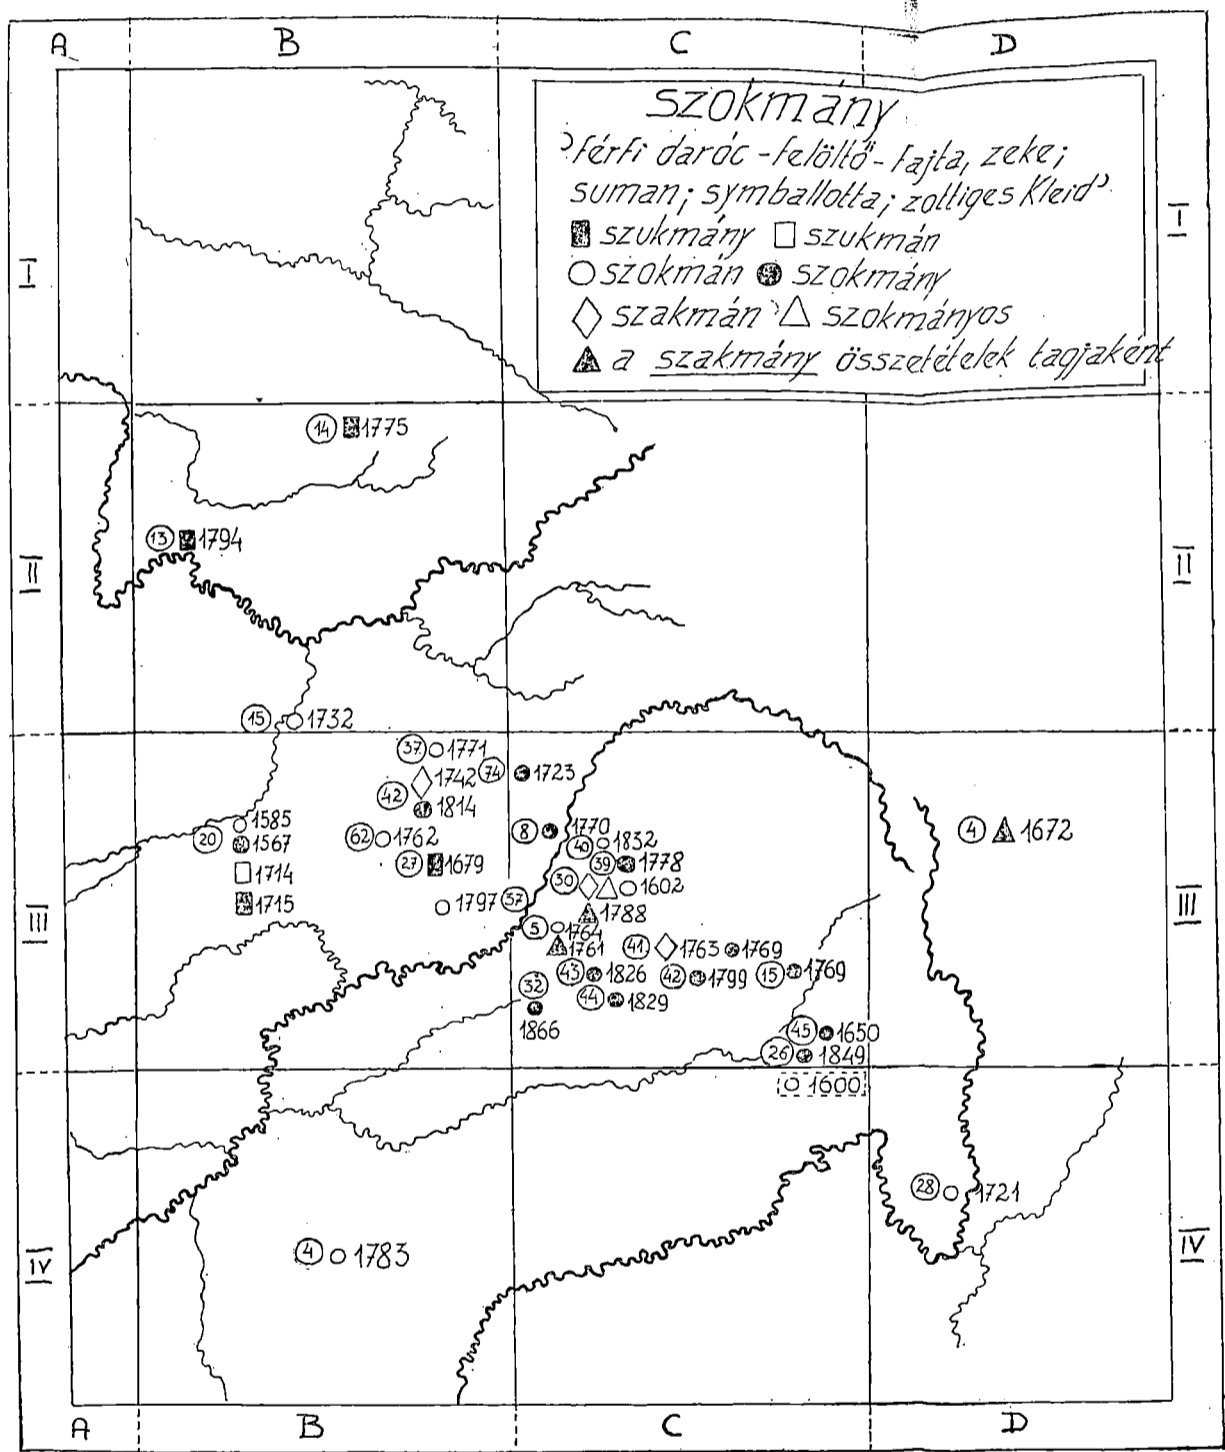 A B C D
szokmány
'férfi daróc-felöltő-fajta, zeke;
suman; symballotta; zottiges Kleid'.
szukmány szukmán
szokmán szokmány
szakmán szokmányos
a szakmány összetételek tagjaként
I I
14 1775
13 1794
II II
15 1732
37 1771
42 1742 74 1723
1814
20 1585
1567
62 1762 8 1770
40 1832
27 1679 39 1778
1714
30 1602
1715 1797 37
1788
4 1672
III III
5 1764
1761 41 1763 1769
43 1826 42 1799 15 1769
32 44 1829
1866
45 1650
26 1849
1600
28 1721
IV IV
4 1783
A B C D